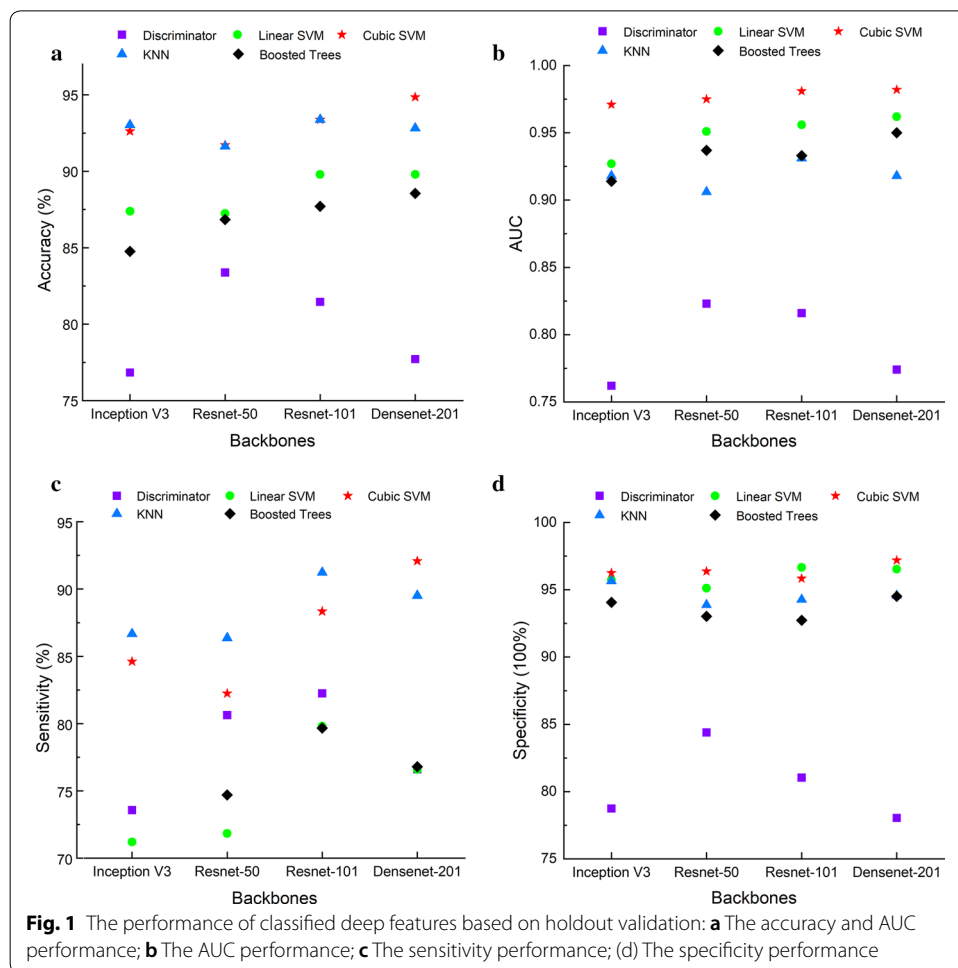 a
Discriminator Linear SVM Cubic SVM
KNN Boosted Trees
Accuracy (%)
95
90
85
80
75
Inception V3 Resnet-50 Resnet-101 Densenet-201
Backbones
b
Discriminator Linear SVM Cubic SVM
KNN Boosted Trees
AUC
1.00
0.95
0.90
0.85
0.80
0.75
Inception V3 Resnet-50 Resnet-101 Densenet-201
Backbones
c
Discriminator Linear SVM Cubic SVM
KNN Boosted Trees
Sensitivity (%)
95
90
85
80
75
70
Inception V3 Resnet-50 Resnet-101 Densenet-201
Backbones
d
Discriminator Linear SVM Cubic SVM
KNN Boosted Trees
Specificity (100%)
100
95
90
85
80
75
Inception V3 Resnet-50 Resnet-101 Densenet-201
Backbones
Fig. 1 The performance of classified deep features based on holdout validation: a The accuracy and AUC
performance; b The AUC performance; c The sensitivity performance; (d) The specificity performance